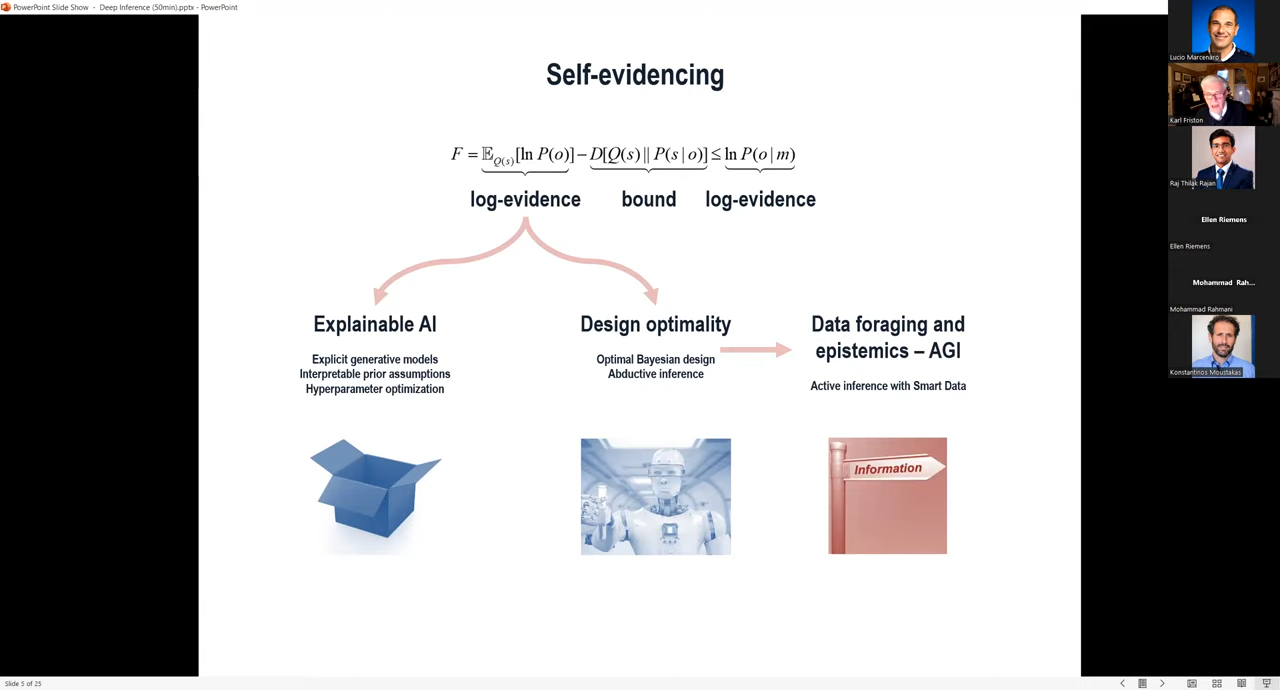 PowerPoint Slide Show - Deep Inference (50min).pptx - PowerPoint
Self-evidencing
F = 𝔼_{Q(s)}[ln P(o)] − D[Q(s) || P(s | o)] ≤ ln P(o | m)
log-evidence bound log-evidence
Explainable AI
Explicit generative models
Interpretable prior assumptions
Hyperparameter optimization
Design optimality
Optimal Bayesian design
Abductive inference
Data foraging and
epistemics – AGI
Active inference with Smart Data
Information
Lucio Marcenaro
Karl Friston
Raj Thilak Rajan
Ellen Riemens
Ellen Riemens
Mohammad Rah...
Mohammad Rahmani
Konstantinos Moustakas
Slide 5 of 25